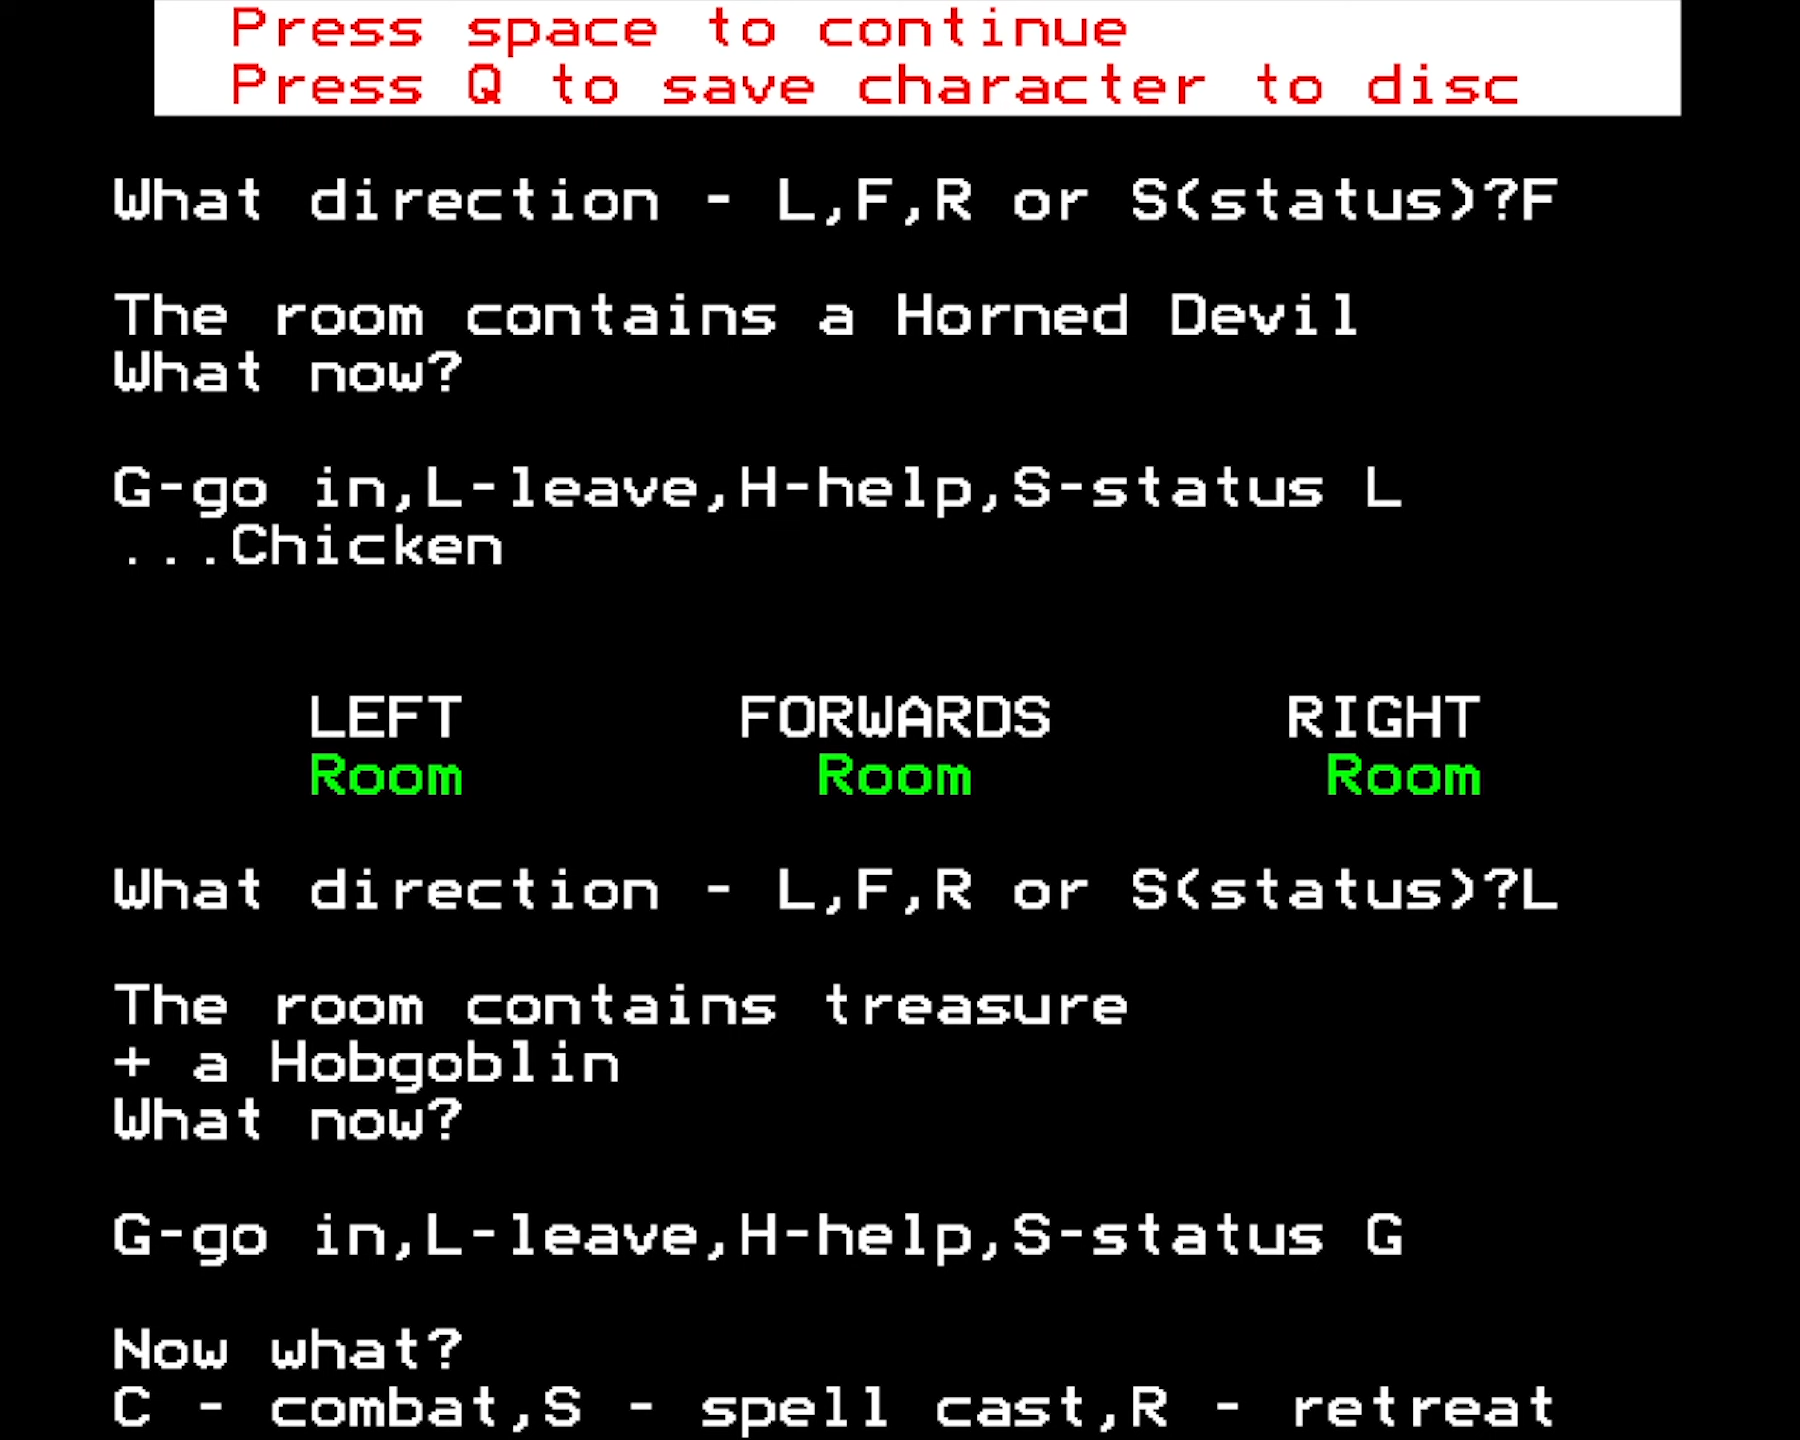 Press space to continue
Press Q to save character to disc
What direction - L,F,R or S(status)?F
The room contains a Horned Devil
What now?
G-go in,L-leave,H-help,S-status L
...Chicken
LEFT FORWARDS RIGHT
Room Room Room
What direction - L,F,R or S(status)?L
The room contains treasure
+ a Hobgoblin
What now?
G-go in,L-leave,H-help,S-status G
Now what?
C - combat,S - spell cast,R - retreat